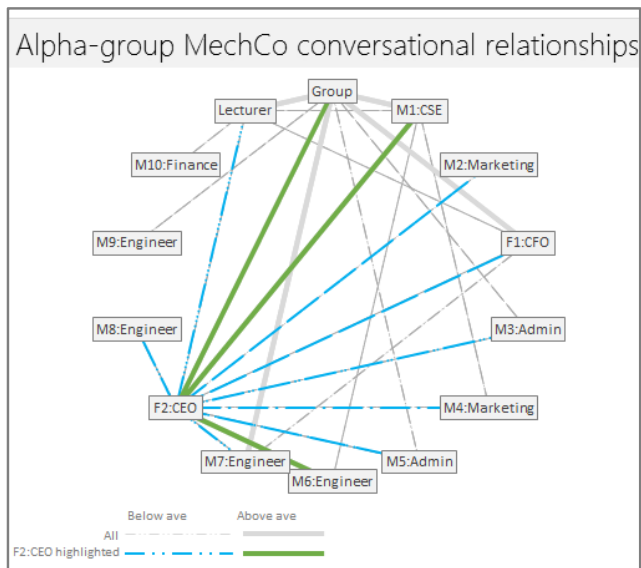 Alpha-group MechCo conversational relationships
Group
Lecturer
M1:CSE
M10:Finance
M2:Marketing
M9:Engineer
F1:CFO
M8:Engineer
M3:Admin
F2:CEO
M4:Marketing
M7:Engineer
M5:Admin
M6:Engineer
Below ave Above ave
All
F2:CEO highlighted